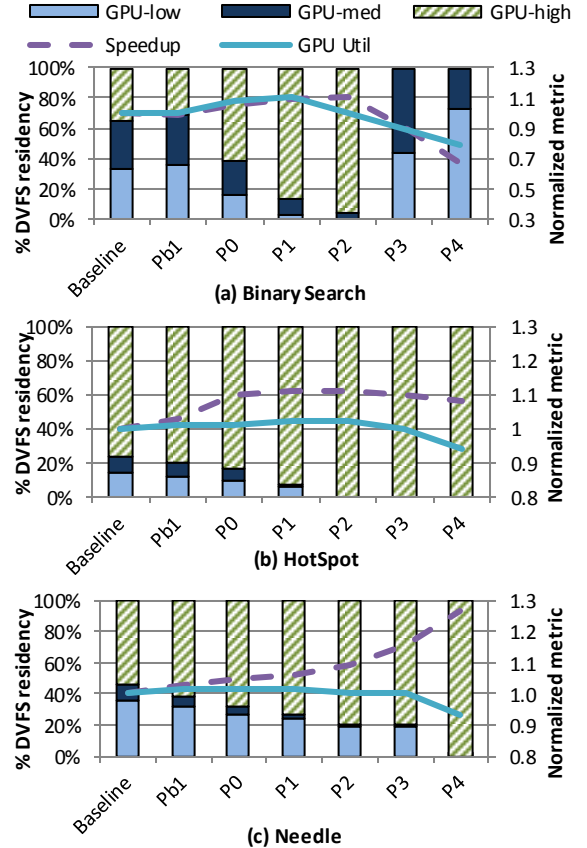 GPU-low GPU-med GPU-high
Speedup GPU Util
100% 1.3
80% 1.1
60% 0.9
40% 0.7
20% 0.5
0% 0.3
% DVFS residency
Normalized metric
Baseline Pb1 P0 P1 P2 P3 P4
(a) Binary Search
100% 1.3
80% 1.2
60% 1.1
40% 1
20% 0.9
0% 0.8
% DVFS residency
Normalized metric
Baseline Pb1 P0 P1 P2 P3 P4
(b) HotSpot
100% 1.3
80% 1.2
60% 1.1
40% 1.0
20% 0.9
0% 0.8
% DVFS residency
Normalized metric
Baseline Pb1 P0 P1 P2 P3 P4
(c) Needle